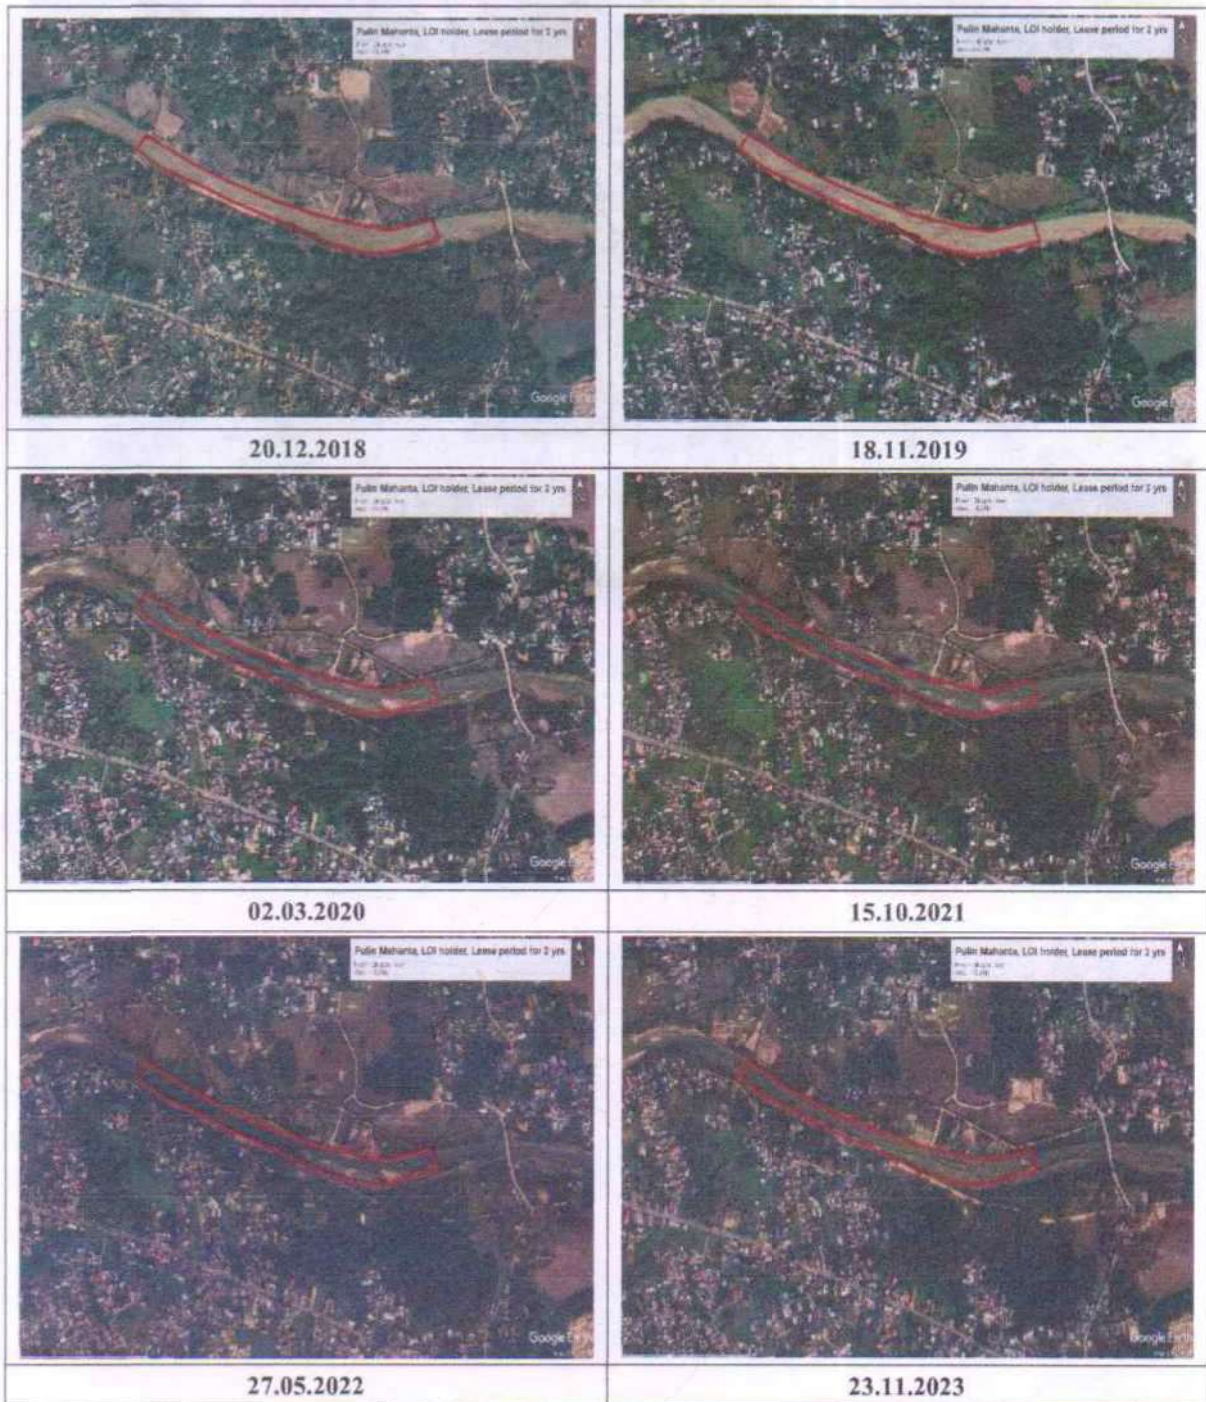 Pulin Mahanta, LOI holder, Lease period for 2 yrs
Google Earth
20.12.2018
Pulin Mahanta, LOI holder, Lease period for 2 yrs
Google Ea
18.11.2019
Pulin Mahanta, LOI holder, Lease period for 2 yrs
Google Ea
02.03.2020
Pulin Mahanta, LOI holder, Lease period for 2 yrs
Google Ea
15.10.2021
Pulin Mahanta, LOI holder, Lease period for 2 yrs
Google Earth
27.05.2022
Pulin Mahanta, LOI holder, Lease period for 2 yrs
Google Ea
23.11.2023